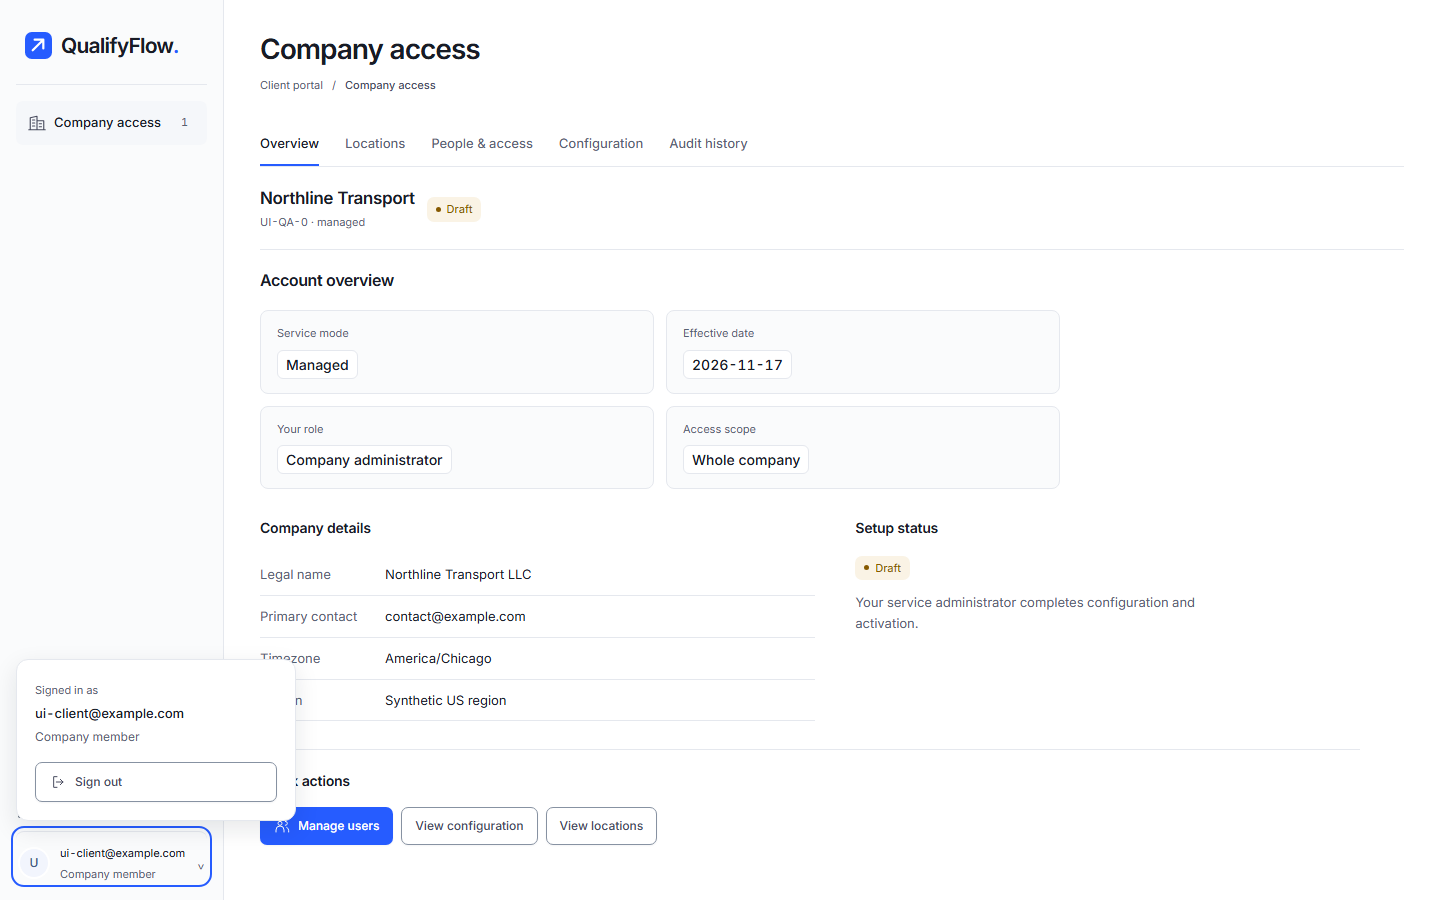 QualifyFlow.
Company access 1
Company access
Client portal / Company access
Overview Locations People & access Configuration Audit history
Northline Transport
UI-QA-0 · managed
Draft
Account overview
Service mode
Managed
Effective date
2026-11-17
Your role
Company administrator
Access scope
Whole company
Company details
Legal name Northline Transport LLC
Primary contact contact@example.com
Timezone America/Chicago
Synthetic US region
Setup status
Draft
Your service administrator completes configuration and
activation.
actions
Manage users View configuration View locations
Signed in as
ui-client@example.com
Company member
Sign out
U
ui-client@example.com
Company member